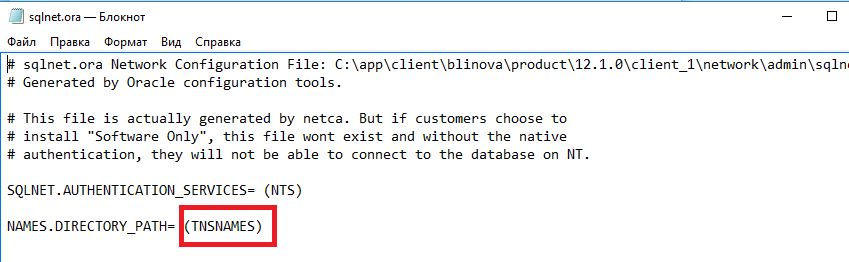 sqlnet.ora — Блокнот
Файл Правка Формат Вид Справка
# sqlnet.ora Network Configuration File: C:\app\client\blinova\product\12.1.0\client_1\network\admin\sqlne
# Generated by Oracle configuration tools.
# This file is actually generated by netca. But if customers choose to
# install "Software Only", this file wont exist and without the native
# authentication, they will not be able to connect to the database on NT.
SQLNET.AUTHENTICATION_SERVICES= (NTS)
NAMES.DIRECTORY_PATH= (TNSNAMES)